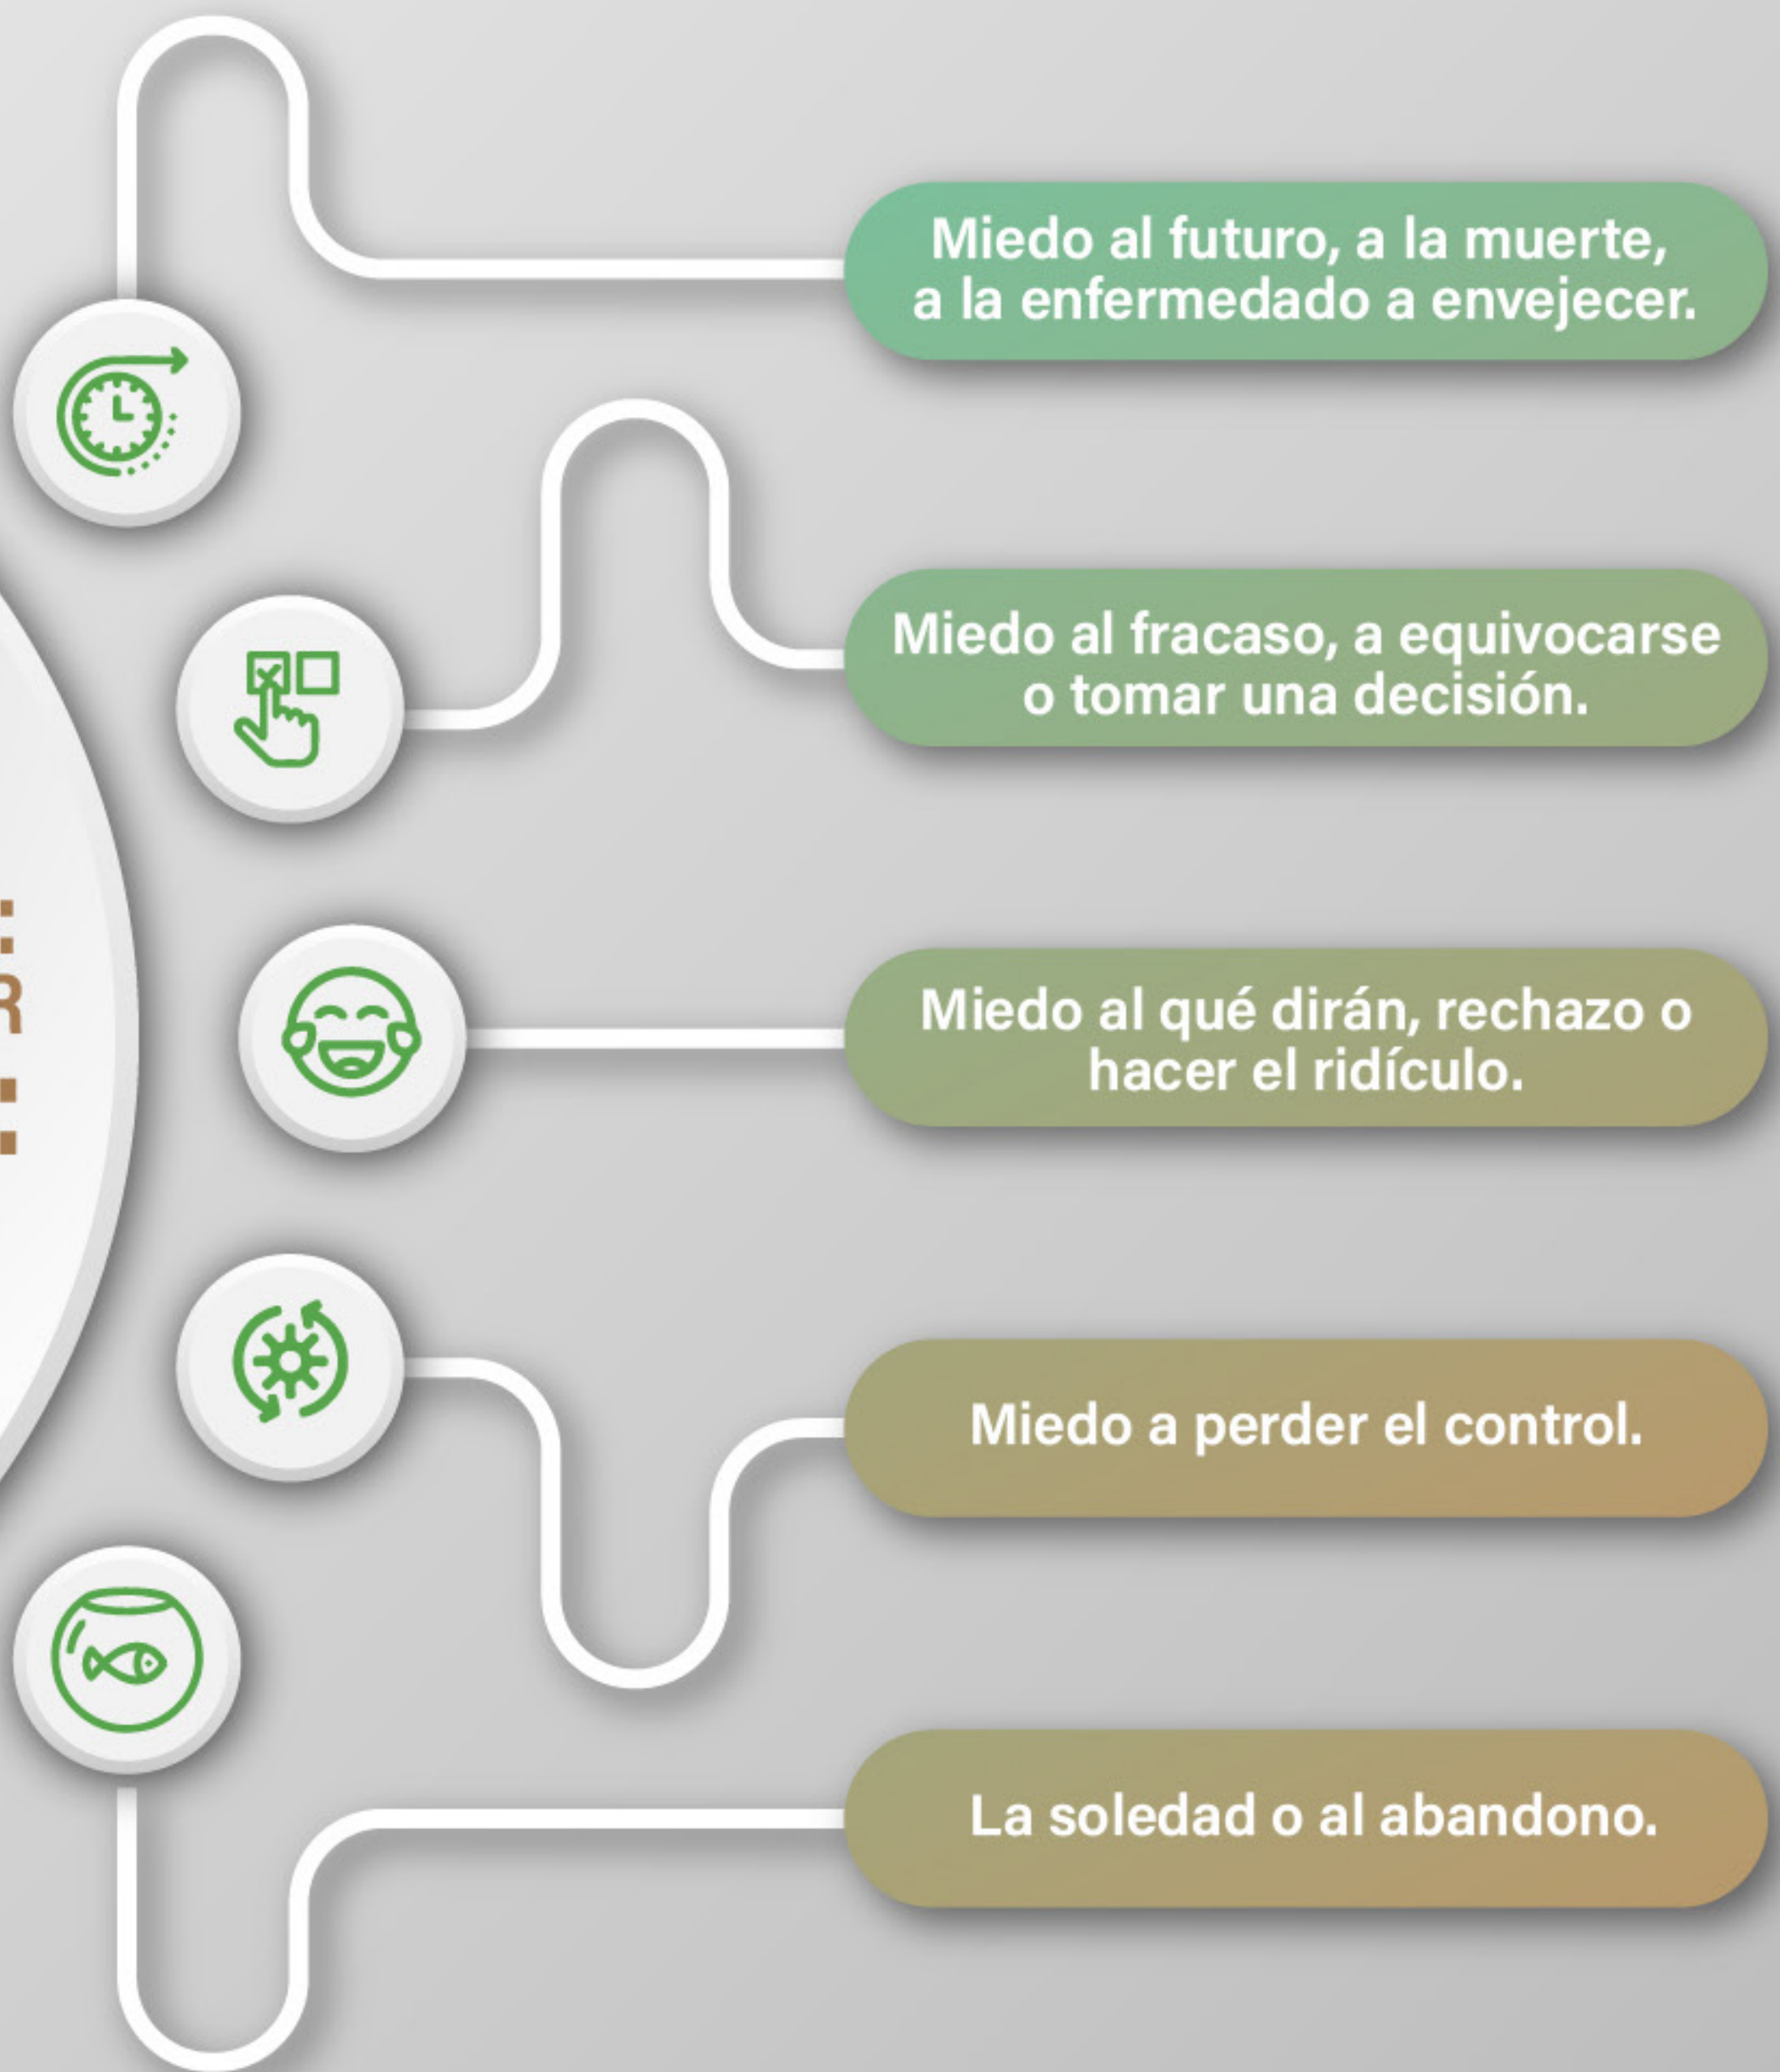 Miedo al futuro, a la muerte,
a la enfermedado a envejecer.
Miedo al fracaso, a equivocarse
o tomar una decisión.
Miedo al qué dirán, rechazo o
hacer el ridículo.
Miedo a perder el control.
La soledad o al abandono.